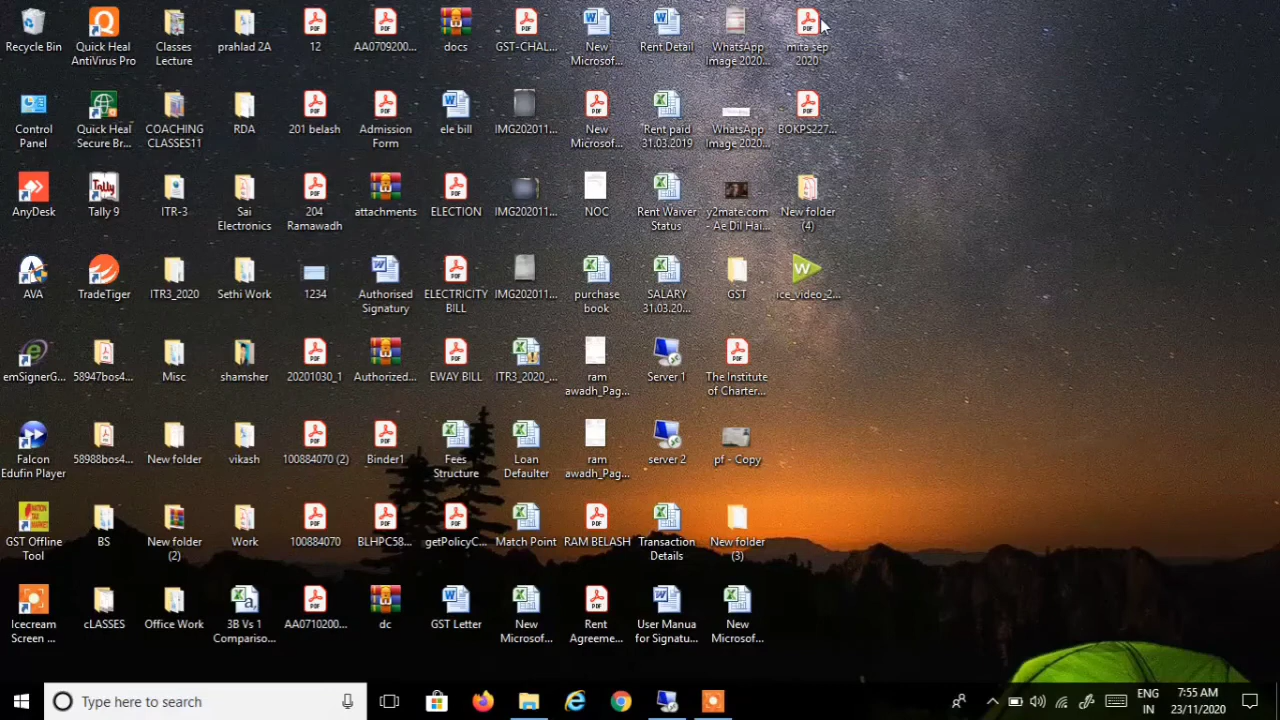 Recycle Bin
Quick Heal
AntiVirus Pro
Classes
Lecture
prahlad 2A
12
AA0709200...
docs
GST-CHAL...
New
Microsof...
Rent Detail
WhatsApp
Image 2020...
mita sep
2020
Control
Panel
Quick Heal
Secure Br...
COACHING
CLASSES11
RDA
201 belash
Admission
Form
ele bill
IMG202011...
New
Microsof...
Rent paid
31.03.2019
WhatsApp
Image 2020...
BOKPS227...
AnyDesk
Tally
Tally 9
ITR-3
Sai
Electronics
204
Ramawadh
attachments
ELECTION
IMG202011...
NOC
Rent Waiver
Status
y2mate.com
- Ae Dil Hai...
New folder
(4)
AVA
TradeTiger
ITR3_2020
Sethi Work
1234
Authorised
Signatury
ELECTRICITY
BILL
IMG202011...
purchase
book
SALARY
31.03.20...
GST
ice_video_2...
emSignerG...
58947bos4...
Misc
shamsher
20201030_1
Authorized...
EWAY BILL
ITR3_2020_...
ram
awadh_Pag...
Server 1
The Institute
of Charter...
Falcon
Edufin Player
58988bos4...
New folder
vikash
100884070 (2)
Binder1
Fees
Structure
Loan
Defaulter
ram
awadh_Pag...
server 2
pf - Copy
GST Offline
Tool
BS
New folder
(2)
Work
100884070
BLHPC58...
getPolicyC...
Match Point
RAM BELASH
Transaction
Details
New folder
(3)
Icecream
Screen ...
cLASSES
Office Work
3B Vs 1
Compariso...
AA0710200...
dc
GST Letter
New
Microsof...
Rent
Agreeme...
User Manua
for Signatu...
New
Microsof...
Type here to search
ENG
IN
7:55 AM
23/11/2020